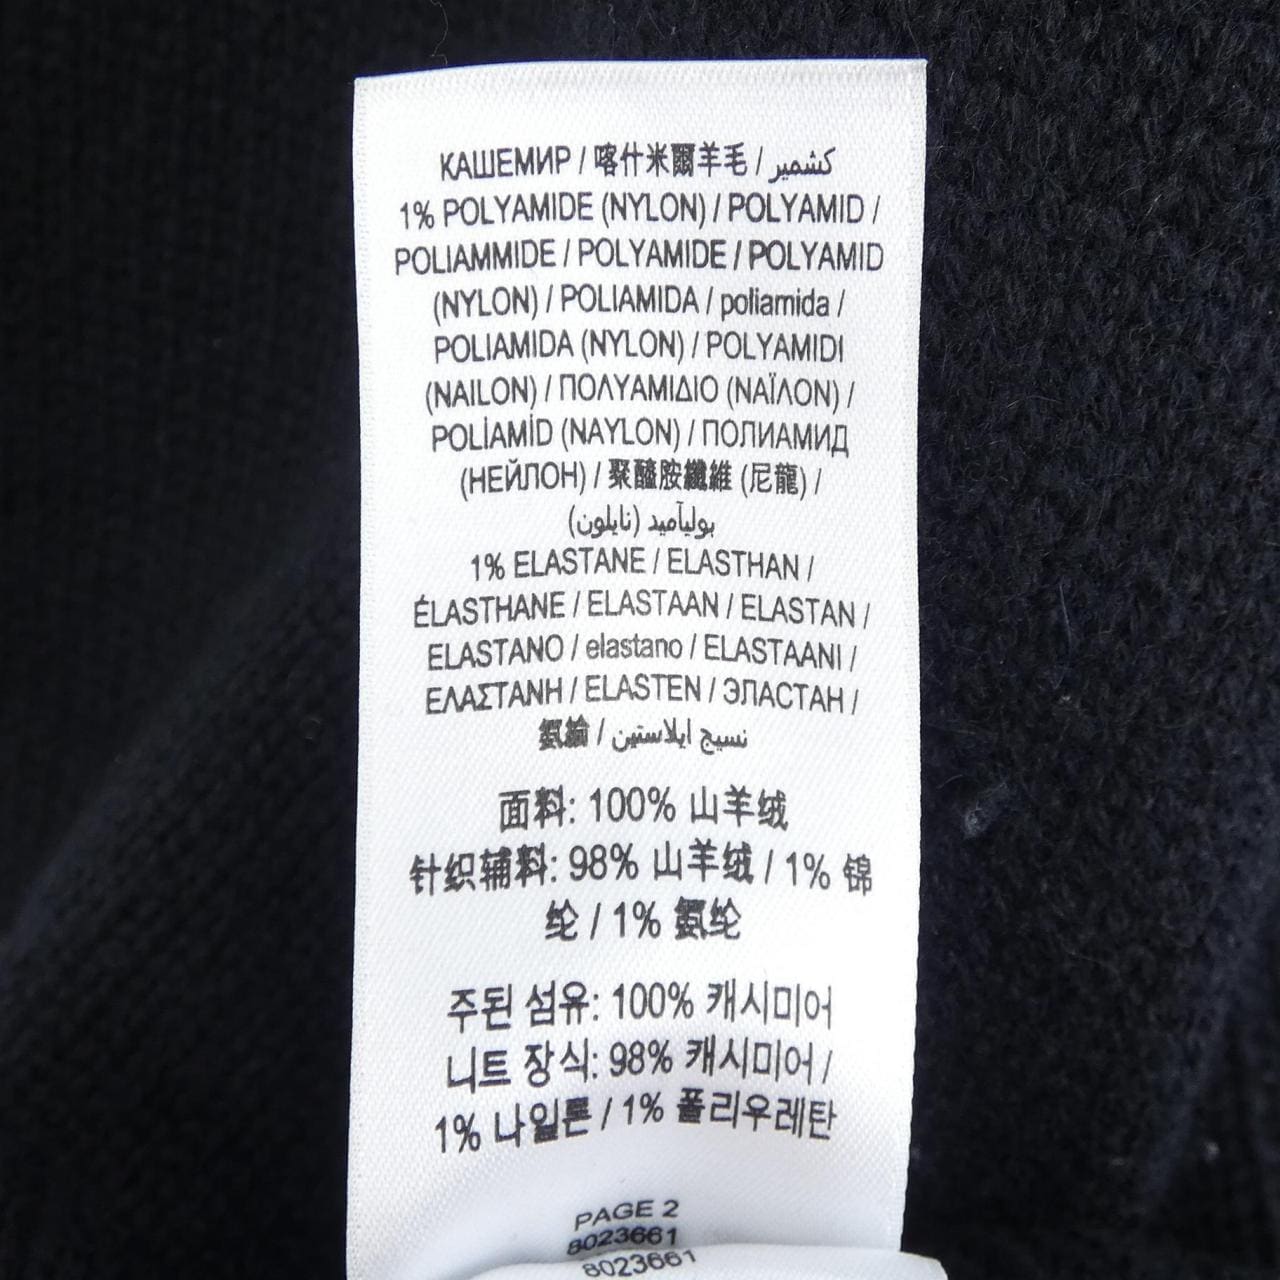 КАШЕМИР / 喀什米爾羊毛 / كشمير
1% POLYAMIDE (NYLON) / POLYAMID /
POLIAMMIDE / POLYAMIDE / POLYAMID
(NYLON) / POLIAMIDA / poliamida /
POLIAMIDA (NYLON) / POLYAMIDI
(NAILON) / ΠΟΛΥΑΜΙΔΙΟ (ΝΑΪΛΟΝ) /
POLİAMİD (NAYLON) / ПОЛИАМИД
(НЕЙЛОН) / 聚醯胺纖維 (尼龍) /
بوليآميد (نايلون)
1% ELASTANE / ELASTHAN /
ÉLASTHANE / ELASTAAN / ELASTAN /
ELASTANO / elastano / ELASTAANI /
ΕΛΑΣΤΑΝΗ / ELASTEN / ЭЛАСТАН /
氨綸 / نسيج ايلاستين
面料: 100% 山羊绒
针织辅料: 98% 山羊绒 / 1% 锦
纶 / 1% 氨纶
주된 섬유: 100% 캐시미어
니트 장식: 98% 캐시미어 /
1% 나일론 / 1% 폴리우레탄
PAGE 2
8023661
8023661